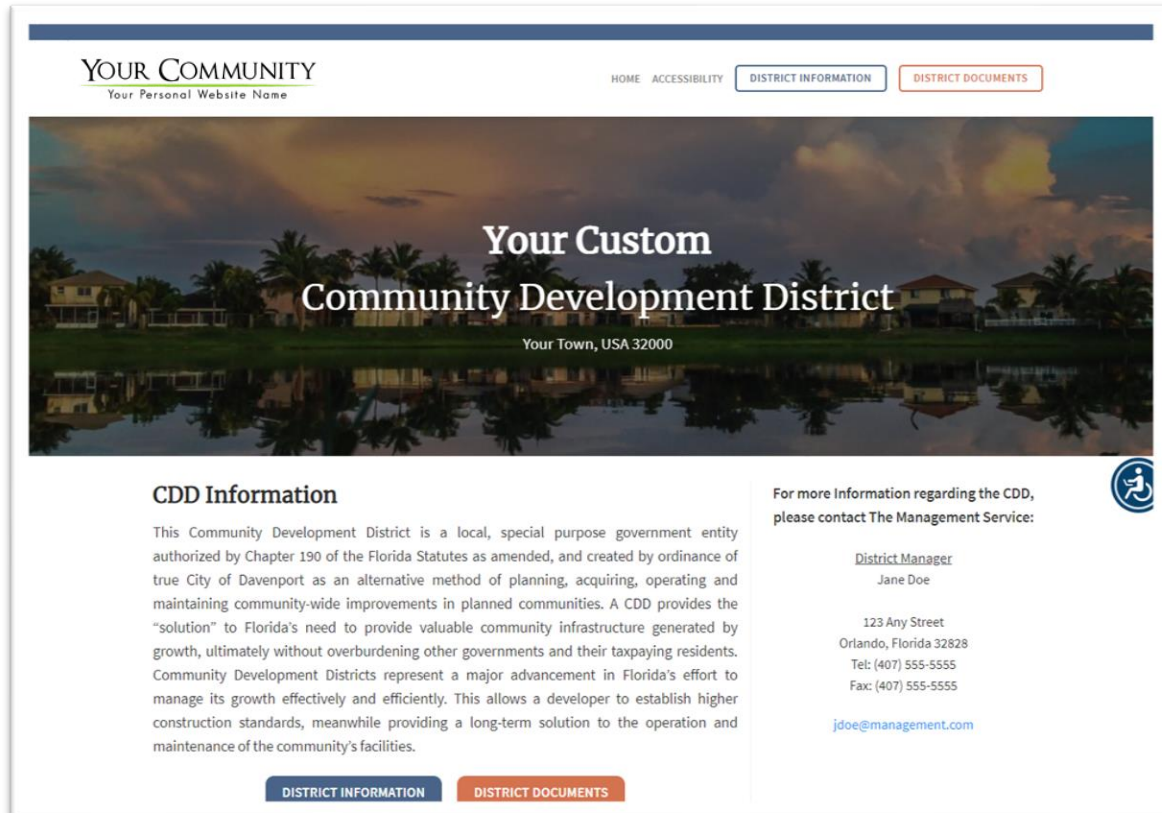 YOUR COMMUNITY
Your Personal Website Name
HOME ACCESSIBILITY DISTRICT INFORMATION DISTRICT DOCUMENTS
Your Custom
Community Development District
Your Town, USA 32000
CDD Information
This Community Development District is a local, special purpose government entity
authorized by Chapter 190 of the Florida Statutes as amended, and created by ordinance of
true City of Davenport as an alternative method of planning, acquiring, operating and
maintaining community-wide improvements in planned communities. A CDD provides the
“solution” to Florida’s need to provide valuable community infrastructure generated by
growth, ultimately without overburdening other governments and their taxpaying residents.
Community Development Districts represent a major advancement in Florida’s effort to
manage its growth effectively and efficiently. This allows a developer to establish higher
construction standards, meanwhile providing a long-term solution to the operation and
maintenance of the community’s facilities.
DISTRICT INFORMATION DISTRICT DOCUMENTS
For more Information regarding the CDD,
please contact The Management Service:
District Manager
Jane Doe
123 Any Street
Orlando, Florida 32828
Tel: (407) 555-5555
Fax: (407) 555-5555
jdoe@management.com